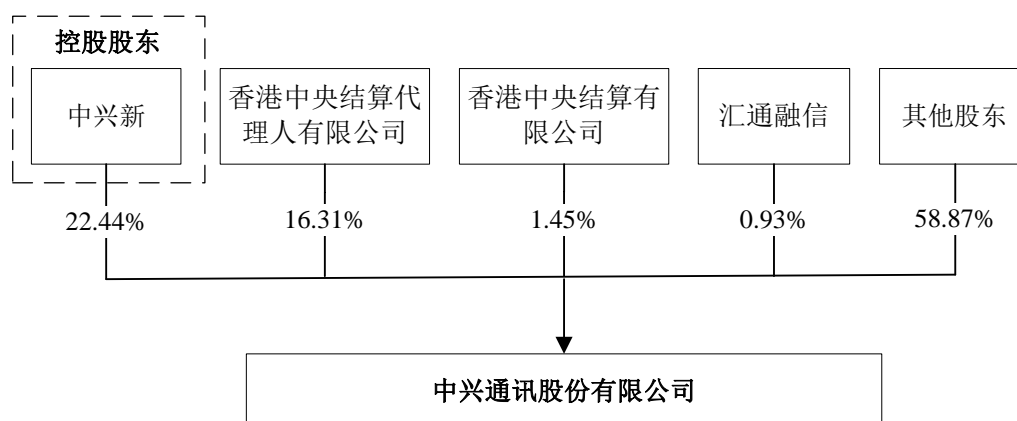 控股股东
中兴新
香港中央结算代
理人有限公司
香港中央结算有
限公司
汇通融信
其他股东
22.44%
16.31%
1.45%
0.93%
58.87%
中兴通讯股份有限公司